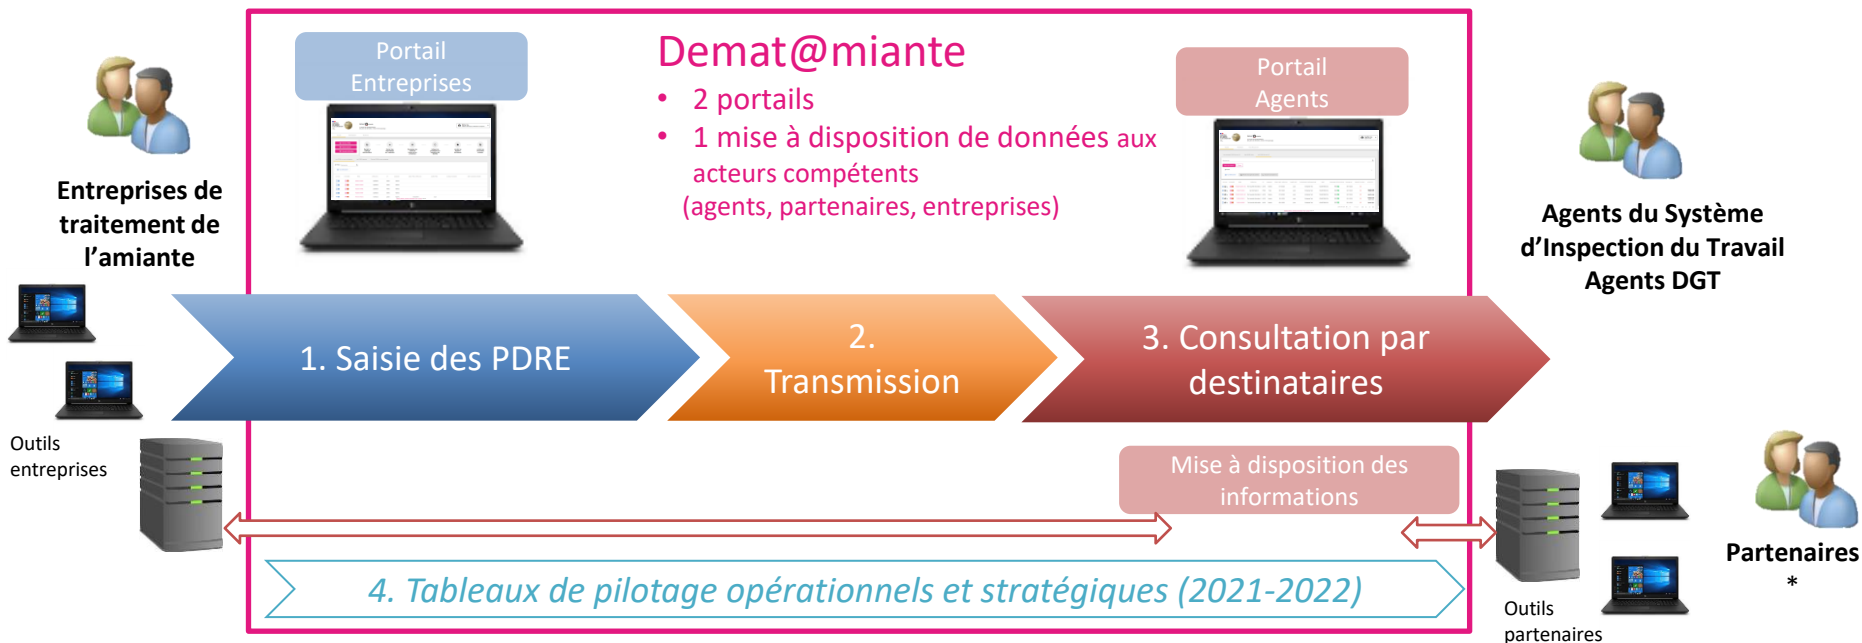 Portail
Entreprises
Demat@miante
• 2 portails
• 1 mise à disposition de données aux
acteurs compétents
(agents, partenaires, entreprises)
Portail
Agents
Entreprises de
traitement de
l’amiante
Agents du Système
d’Inspection du Travail
Agents DGT
1. Saisie des PDRE
2.
Transmission
3. Consultation par
destinataires
Outils
entreprises
Mise à disposition des
informations
Partenaires
*
4. Tableaux de pilotage opérationnels et stratégiques (2021-2022)
Outils
partenaires